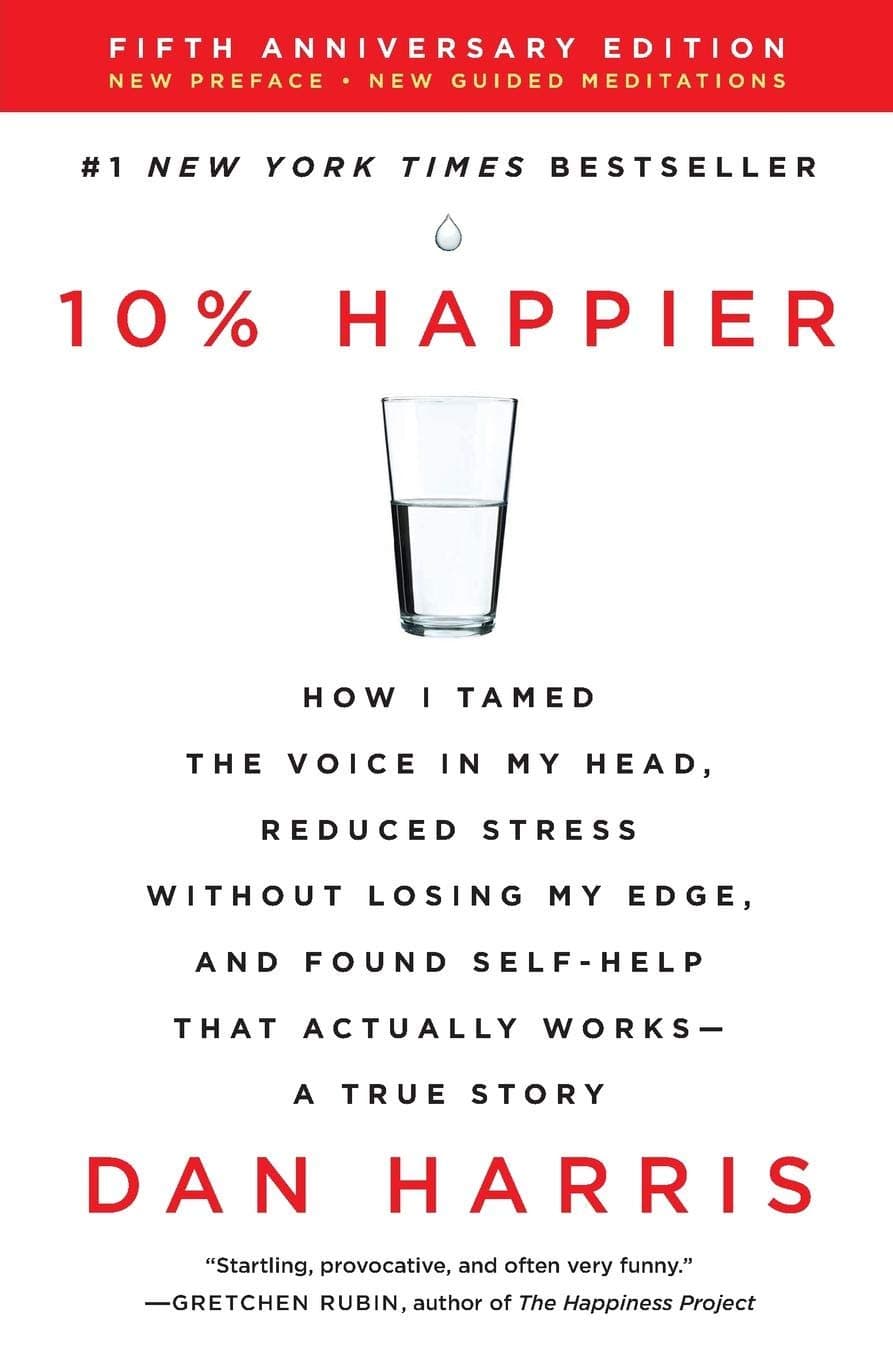 FIFTH ANNIVERSARY EDITION
NEW PREFACE • NEW GUIDED MEDITATIONS
#1 NEW YORK TIMES BESTSELLER
10% HAPPIER
HOW I TAMED
THE VOICE IN MY HEAD,
REDUCED STRESS
WITHOUT LOSING MY EDGE,
AND FOUND SELF-HELP
THAT ACTUALLY WORKS—
A TRUE STORY
DAN HARRIS
“Startling, provocative, and often very funny.”
—GRETCHEN RUBIN, author of The Happiness Project